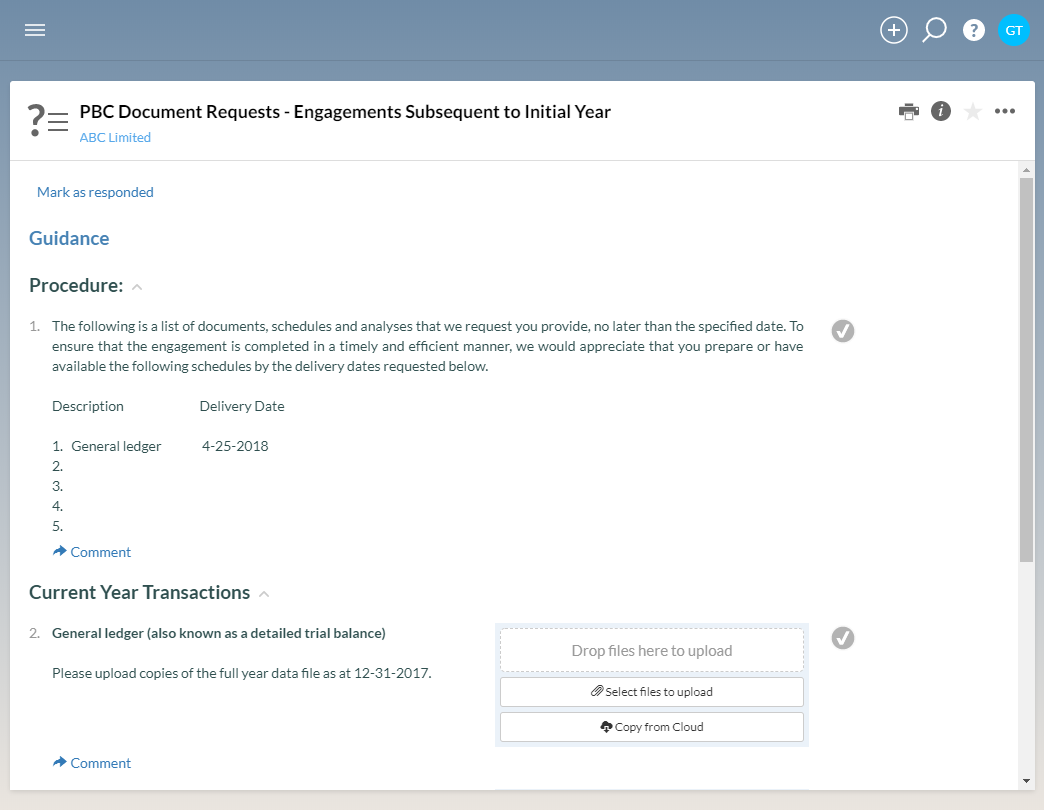 ?
GT
PBC Document Requests - Engagements Subsequent to Initial Year
ABC Limited
i
Mark as responded
Guidance
Procedure:
1. The following is a list of documents, schedules and analyses that we request you provide, no later than the specified date. To
ensure that the engagement is completed in a timely and efficient manner, we would appreciate that you prepare or have
available the following schedules by the delivery dates requested below.
Description Delivery Date
1. General ledger 4-25-2018
2.
3.
4.
5.
Comment
Current Year Transactions
2. General ledger (also known as a detailed trial balance)
Please upload copies of the full year data file as at 12-31-2017.
Drop files here to upload
Select files to upload
Copy from Cloud
Comment